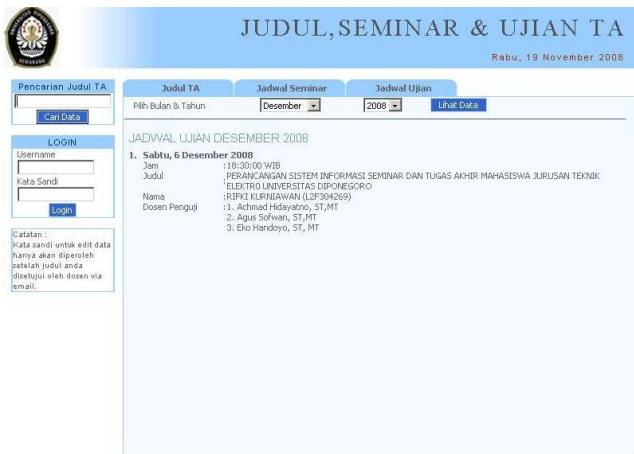 JUDUL, SEMINAR & UJIAN TA
Rabu, 19 November 2008
Pencarian Judul TA
Cari Data
LOGIN
Username
Kata Sandi
Login
Catatan :
Kata sandi untuk edit data
hanya akan diperoleh
setelah judul anda
disetujui oleh dosen via
email.
Judul TA Jadwal Seminar Jadwal Ujian
Pilih Bulan & Tahun Desember 2008 Lihat Data
JADWAL UJIAN DESEMBER 2008
1. Sabtu, 6 Desember 2008
Jam :18:30:00 WIB
Judul :PERANCANGAN SISTEM INFORMASI SEMINAR DAN TUGAS AKHIR MAHASISWA JURUSAN TEKNIK
ELEKTRO UNIVERSITAS DIPONEGORO
Nama :RIFKI KURNIAWAN (L2F304269)
Dosen Penguji :1. Achmad Hidayatno, ST,MT
2. Agus Sofwan, ST,MT
3. Eko Handoyo, ST, MT